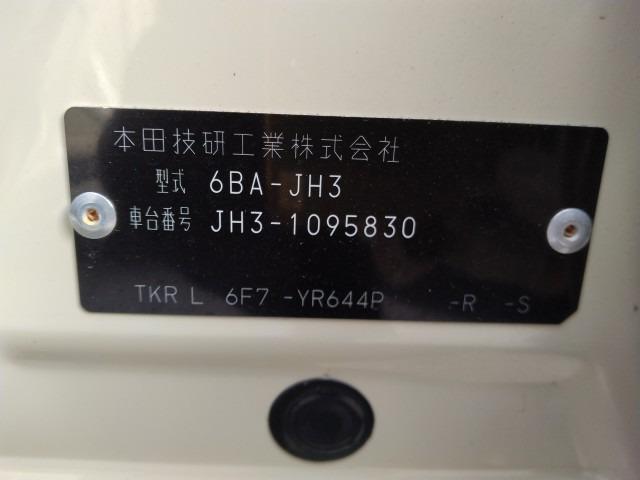 本田技研工業株式会社
型式 6BA-JH3
車台番号 JH3-1095830
TKR L 6F7 -YR644P -R -S